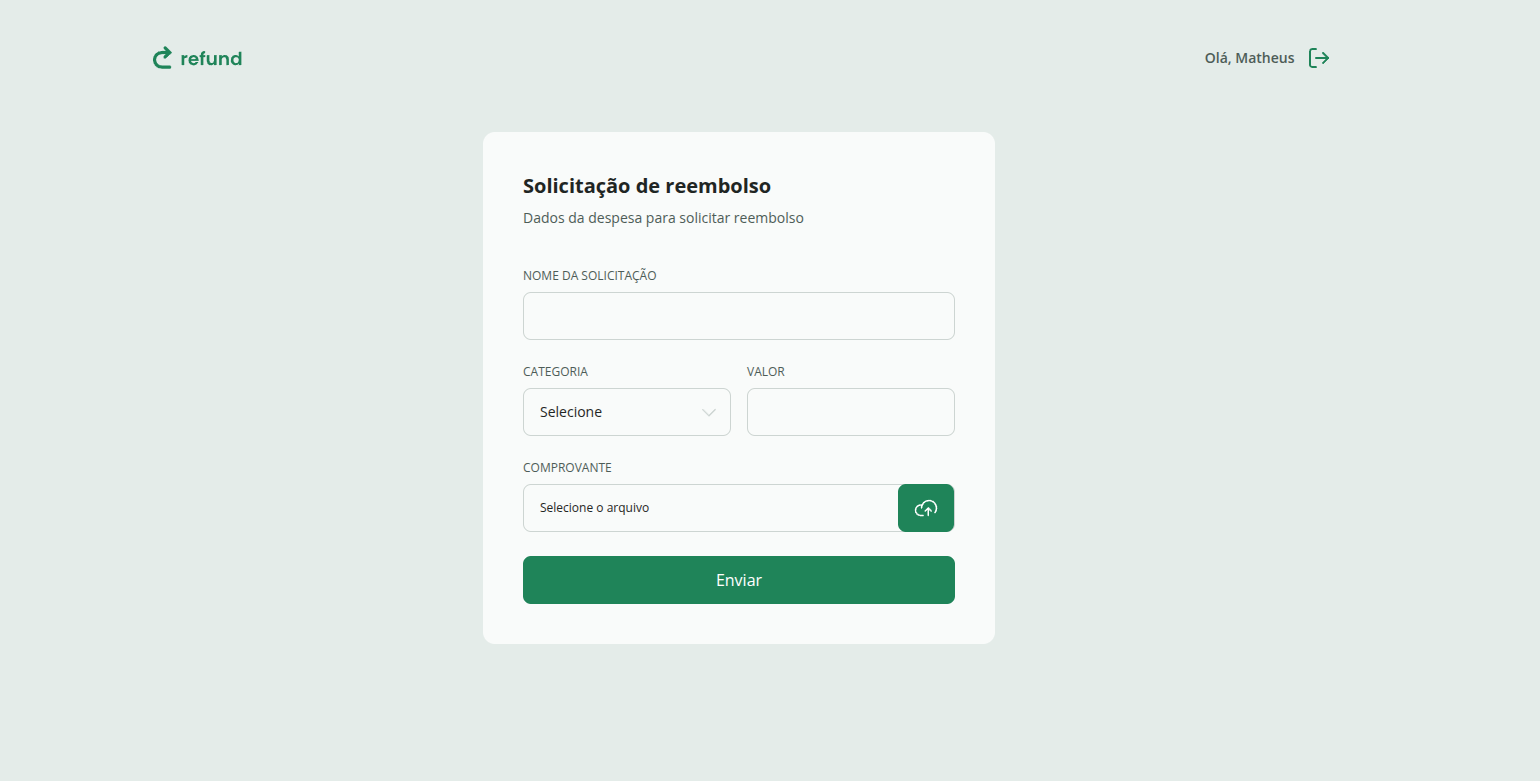 refund
Olá, Matheus
Solicitação de reembolso
Dados da despesa para solicitar reembolso
NOME DA SOLICITAÇÃO
CATEGORIA
VALOR
Selecione
COMPROVANTE
Selecione o arquivo
Enviar